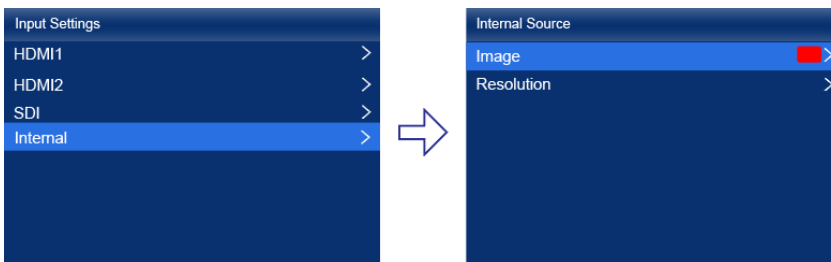 Input Settings
HDMI1
HDMI2
SDI
Internal
Internal Source
Image
Resolution